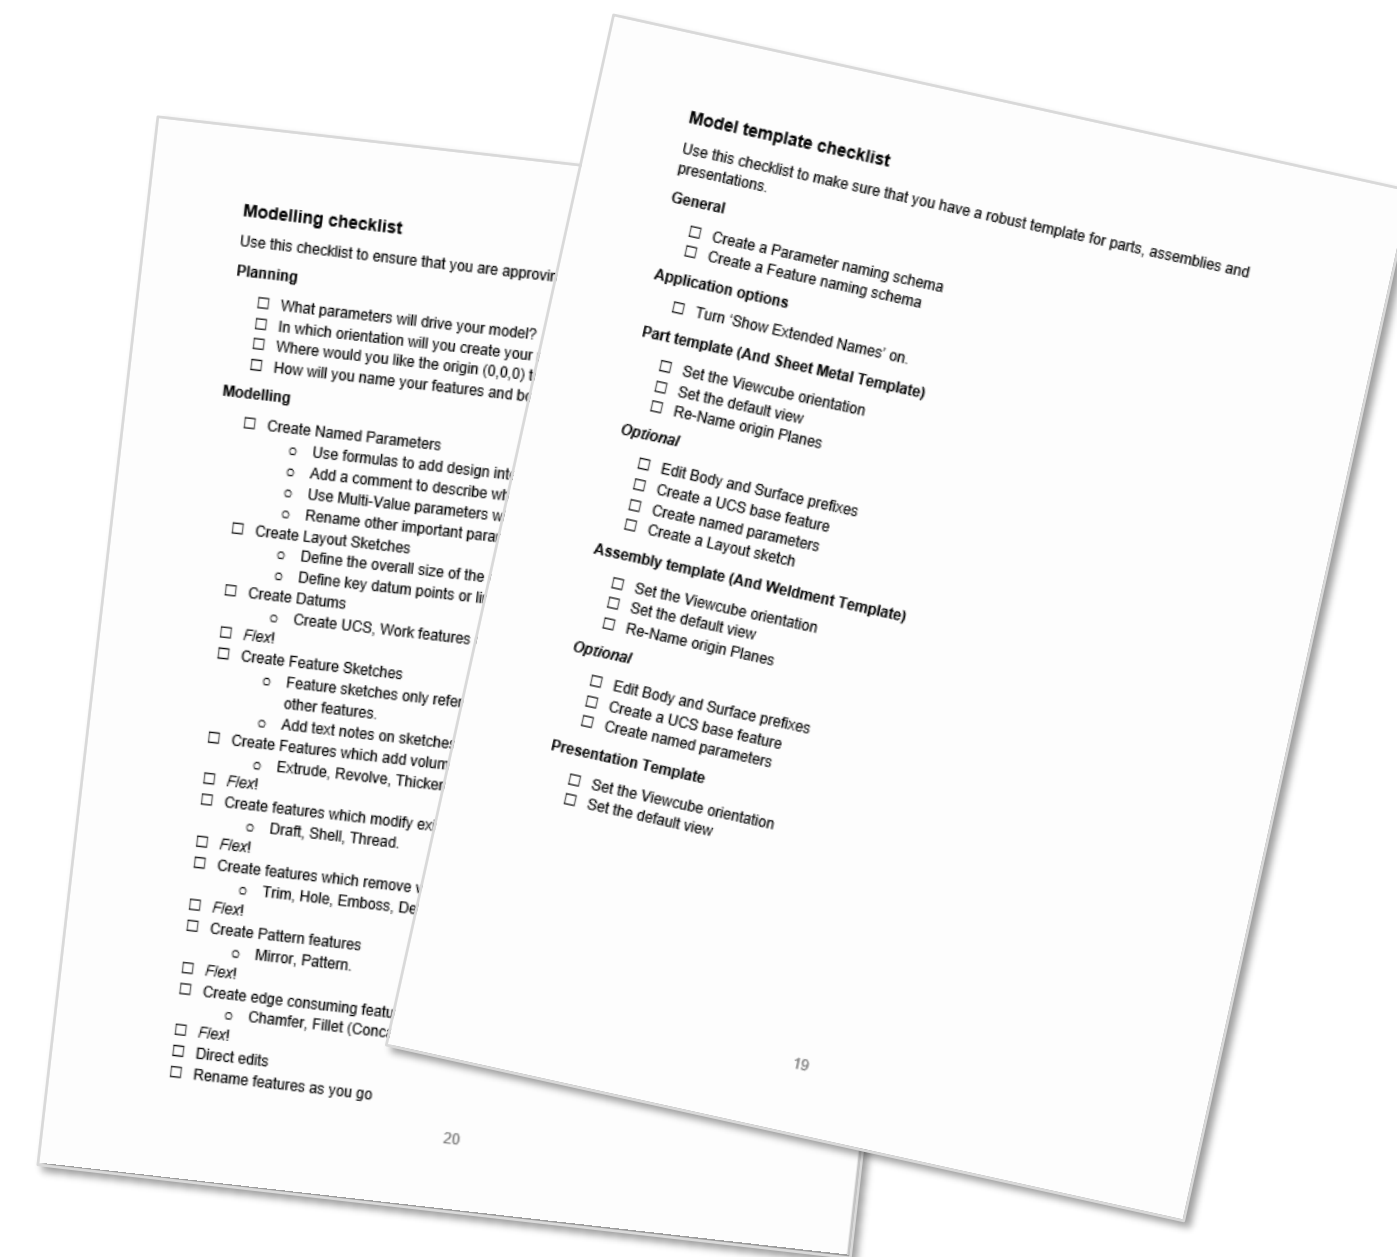 Modelling checklist
Use this checklist to ensure that you are
Planning
☐ What parameters will drive your model?
☐ In which orientation will you create your
☐ Where would you like the origin (0,0,0)
☐ How will you name your features and
Modelling
☐ Create Named Parameters
o Use formulas to add design
o Add a comment to describe
o Use Multi-Value parameters
o Rename other important
☐ Create Layout Sketches
o Define the overall size of the
o Define key datum points or
☐ Create Datums
o Create UCS, Work features
☐ Flex!
☐ Create Feature Sketches
o Feature sketches only
other features.
o Add text notes on sketches
☐ Create Features which add
o Extrude, Revolve,
☐ Flex!
☐ Create features which modify
o Draft, Shell, Thread.
☐ Flex!
☐ Create features which remove
o Trim, Hole, Emboss,
☐ Flex!
☐ Create Pattern features
o Mirror, Pattern.
☐ Flex!
☐ Create edge consuming
o Chamfer, Fillet
☐ Flex!
☐ Direct edits
☐ Rename features as you go
20
Model template checklist
Use this checklist to make sure that you have a robust template for parts, assemblies and
presentations.
General
☐ Create a Parameter naming schema
☐ Create a Feature naming schema
Application options
☐ Turn ‘Show Extended Names’ on.
Part template (And Sheet Metal Template)
☐ Set the Viewcube orientation
☐ Set the default view
☐ Re-Name origin Planes
Optional
☐ Edit Body and Surface prefixes
☐ Create a UCS base feature
☐ Create named parameters
☐ Create a Layout sketch
Assembly template (And Weldment Template)
☐ Set the Viewcube orientation
☐ Set the default view
☐ Re-Name origin Planes
Optional
☐ Edit Body and Surface prefixes
☐ Create a UCS base feature
☐ Create named parameters
Presentation Template
☐ Set the Viewcube orientation
☐ Set the default view
19